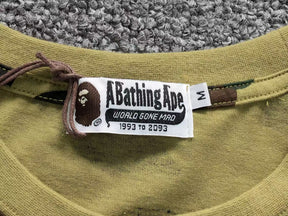 A Bathing Ape
WORLD GONE MAD
1993 TO 2093
M